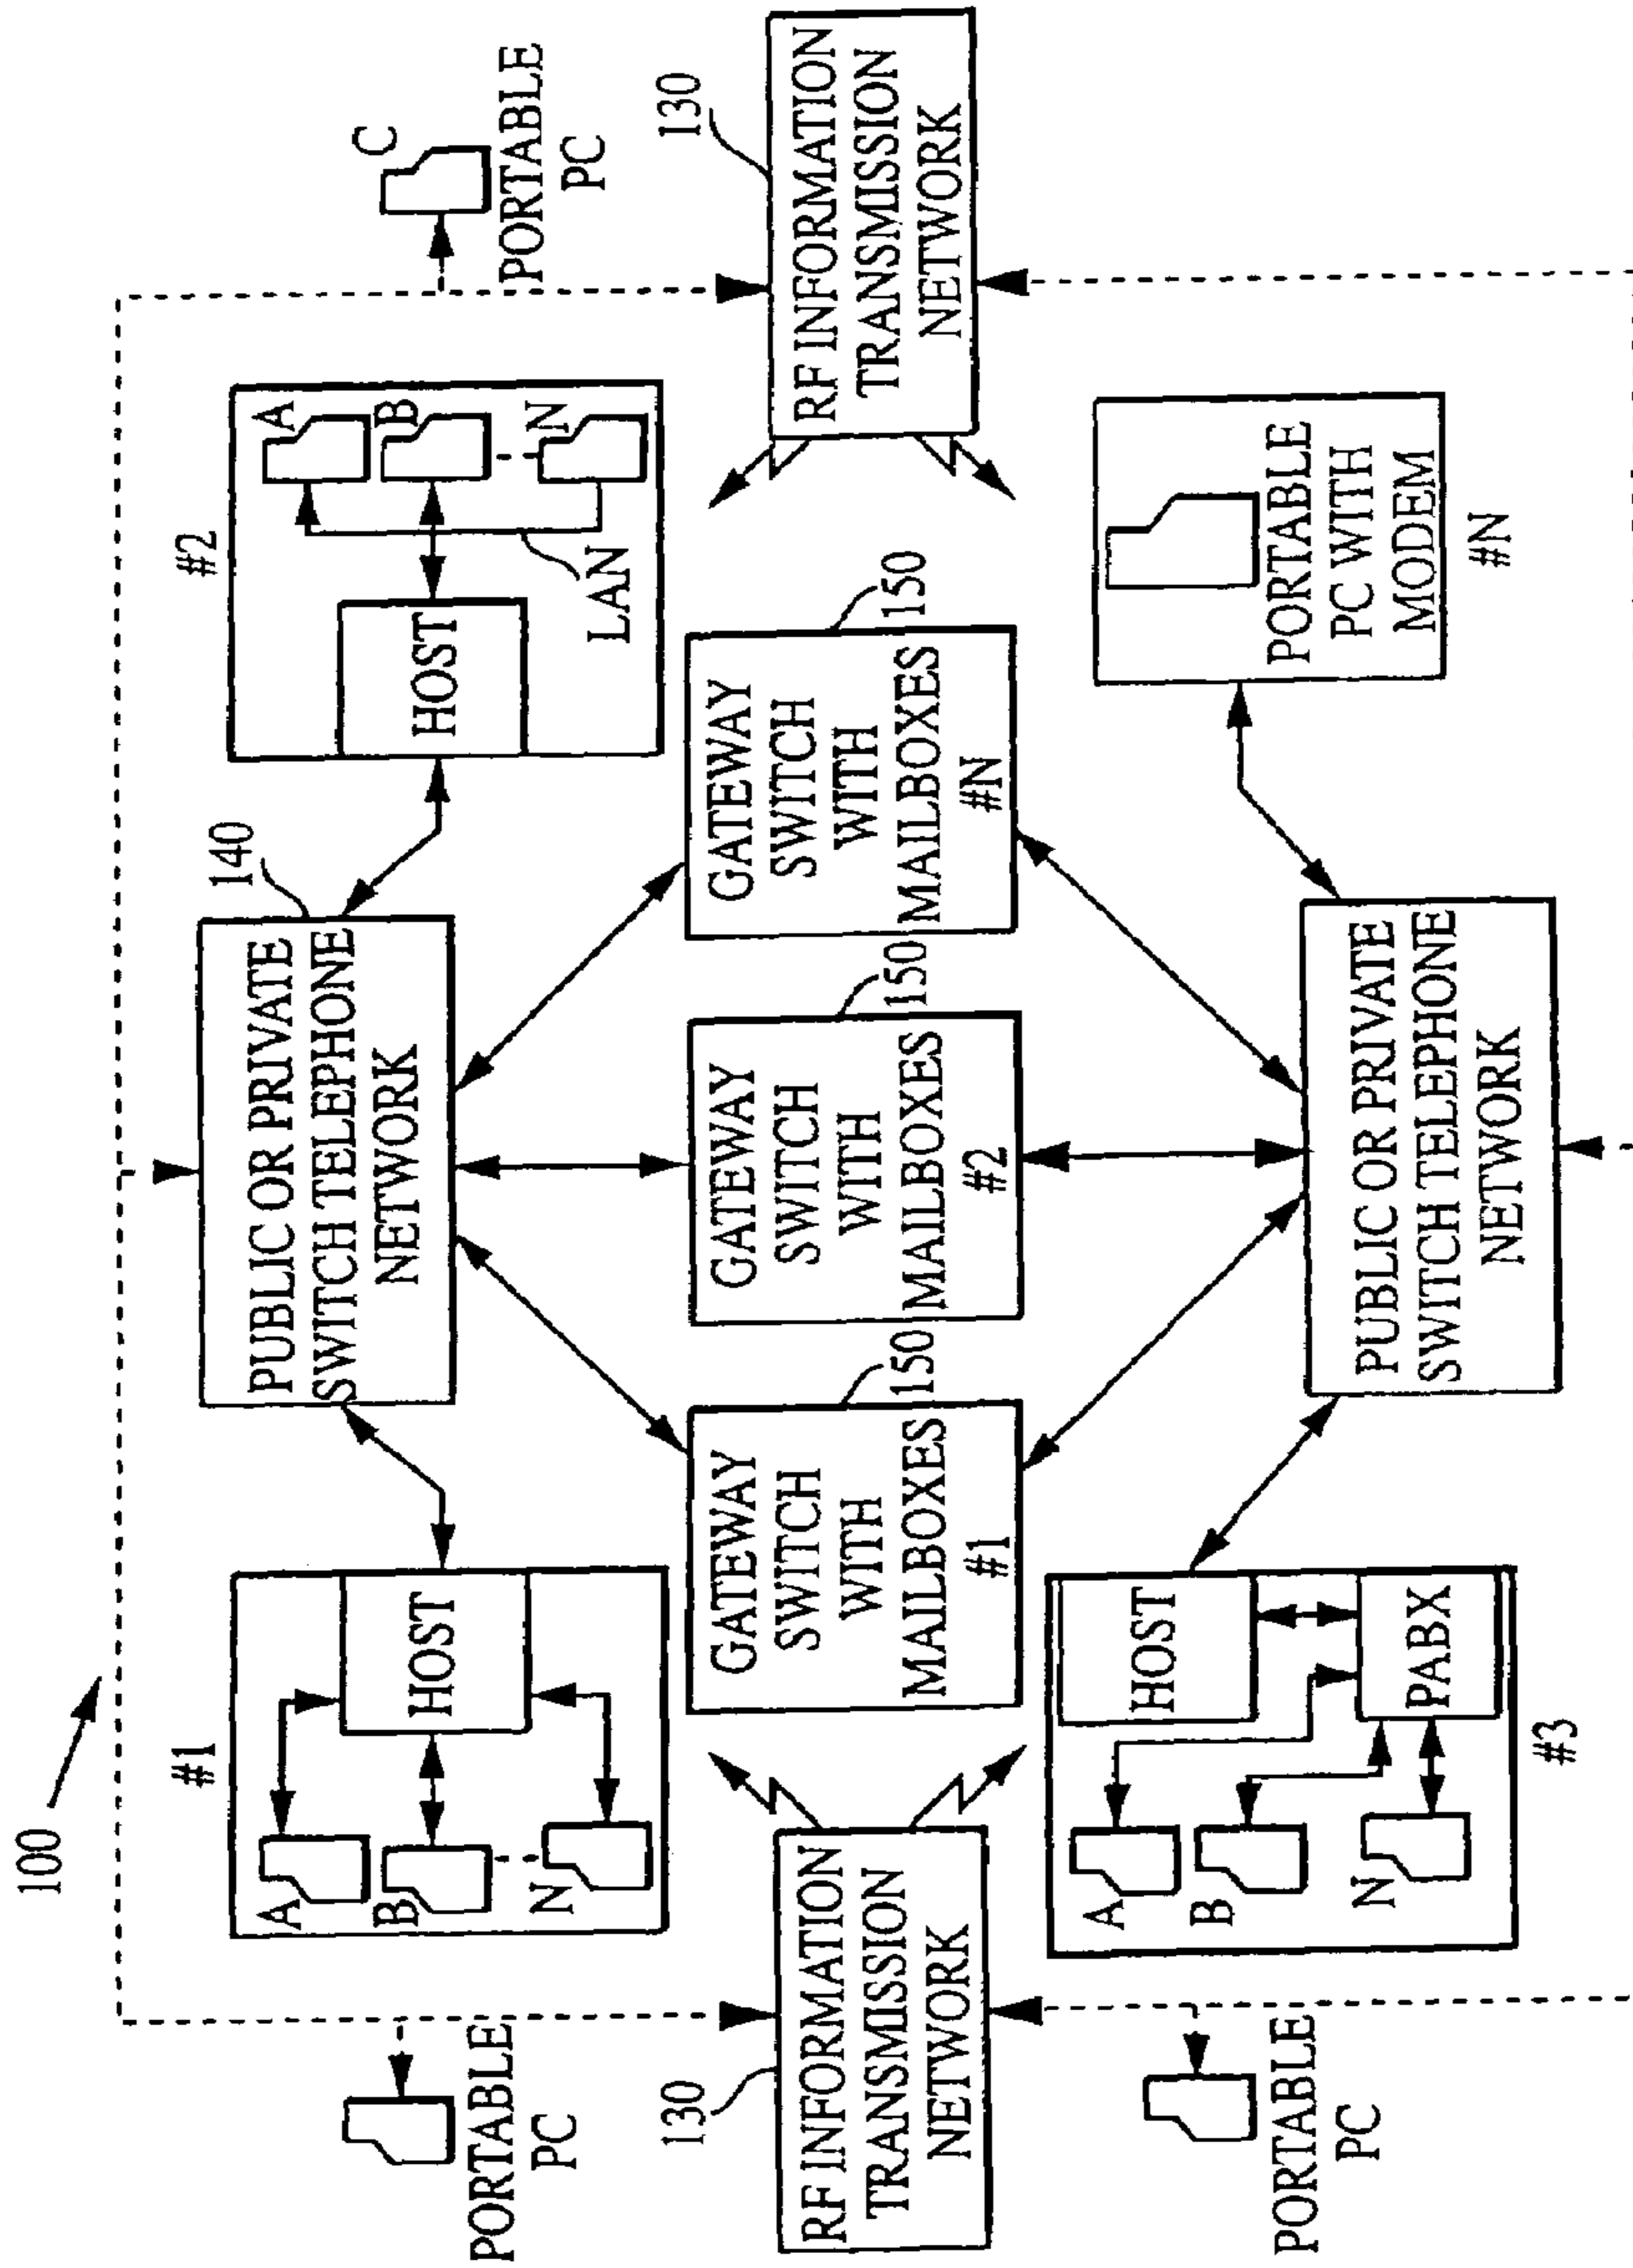 100
#1
A
B
N
HOST
PUBLIC OR PRIVATE
SWITCH TELEPHONE
NETWORK
140
#2
HOST
A
B
N
LAN
C
PORTABLE
PC
PORTABLE
PC
130
RF INFORMATION
TRANSMISSION
NETWORK
GATEWAY
SWITCH
WITH
MAILBOXES
#1
150
GATEWAY
SWITCH
WITH
MAILBOXES
#2
150
GATEWAY
SWITCH
WITH
MAILBOXES
#N
150
130
RF INFORMATION
TRANSMISSION
NETWORK
PORTABLE
PC
A
B
N
HOST
PABX
#3
PUBLIC OR PRIVATE
SWITCH TELEPHONE
NETWORK
PORTABLE
PC WITH
MODEM
#N